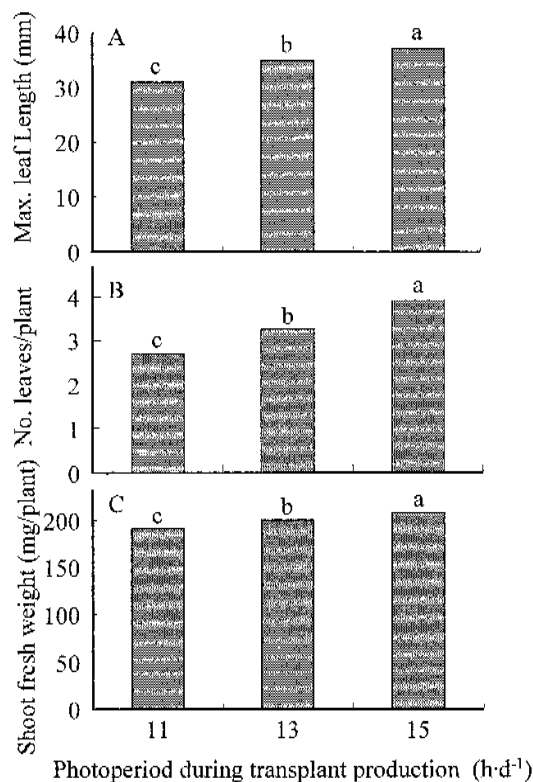 Max. leaf Length (mm)
40
30
20
10
0
A
c
b
a
No. leaves/plant
4
3
2
1
0
B
c
b
a
Shoot fresh weight (mg/plant)
200
150
100
50
0
C
c
b
a
11
13
15
Photoperiod during transplant production (h·d⁻¹)